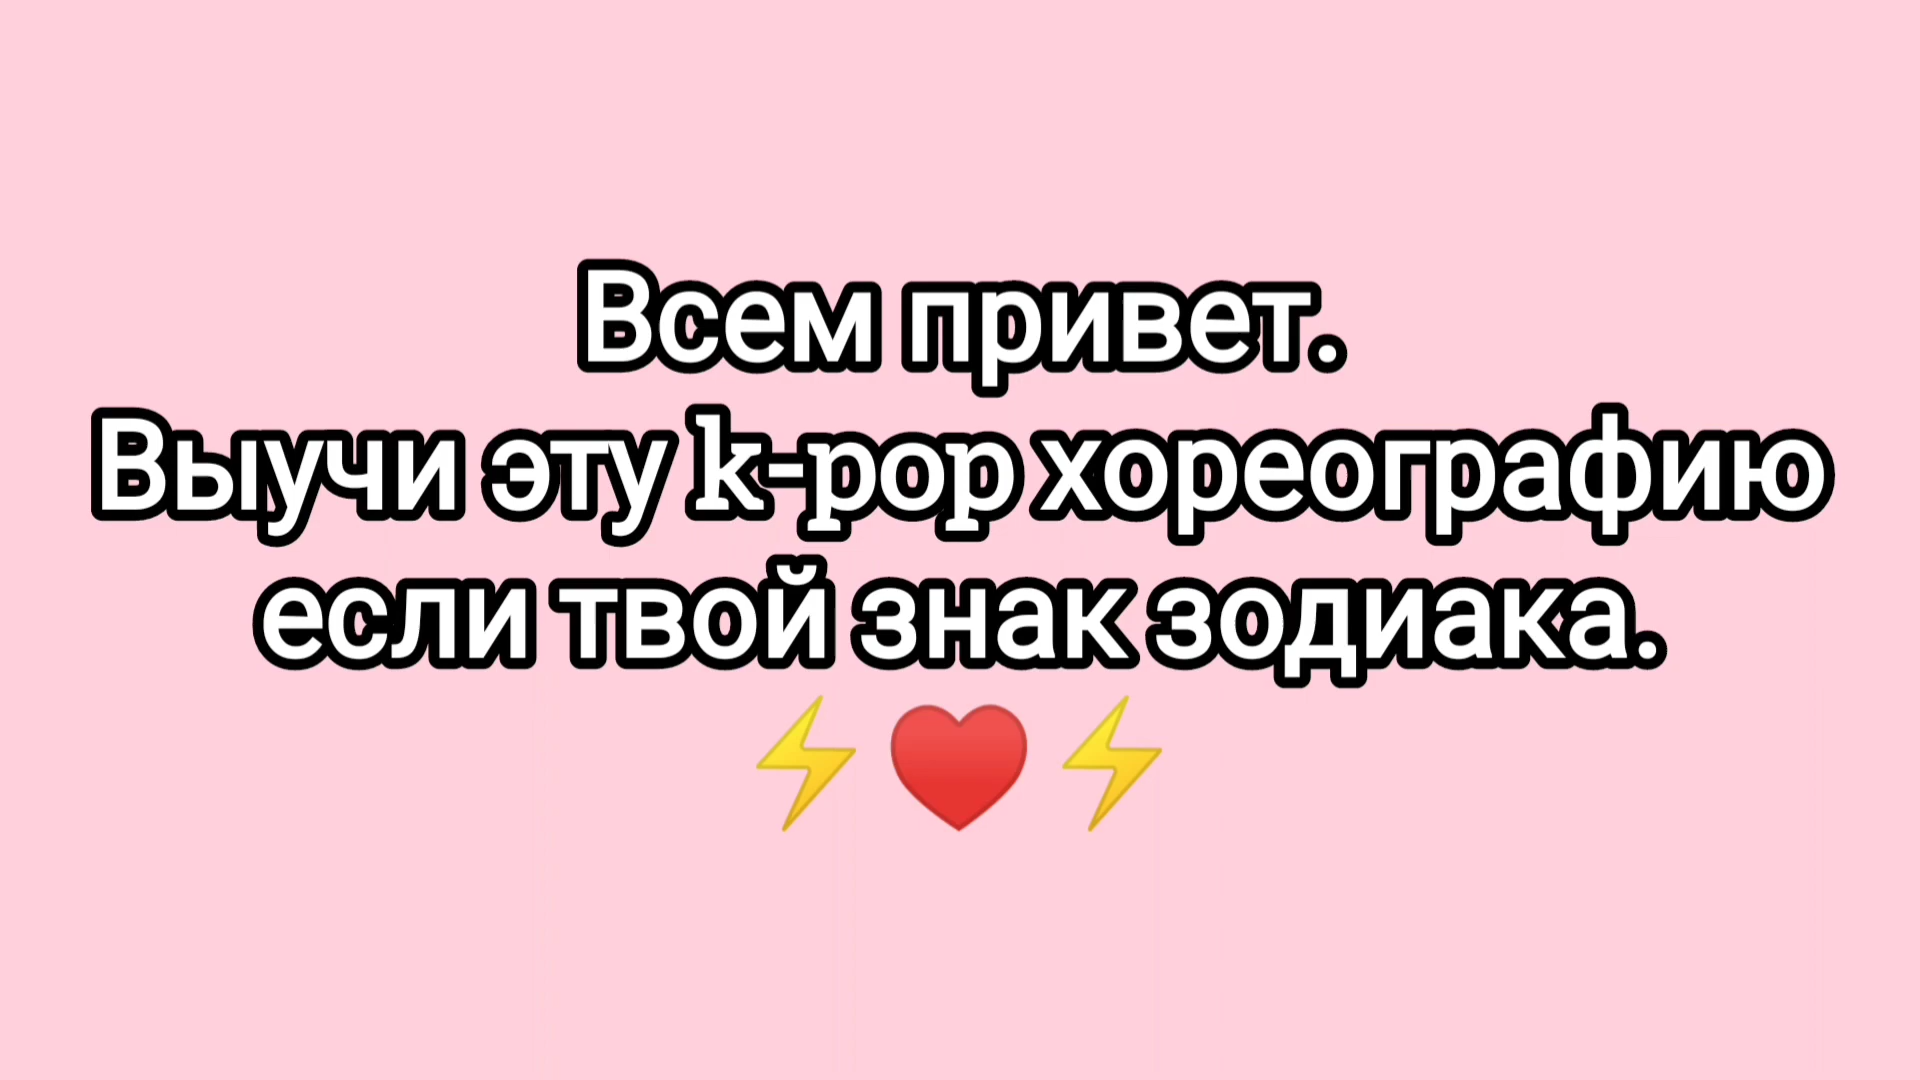 Всем привет.
Выучи эту k-pop хореографию
если твой знак зодиака.
⚡♥⚡